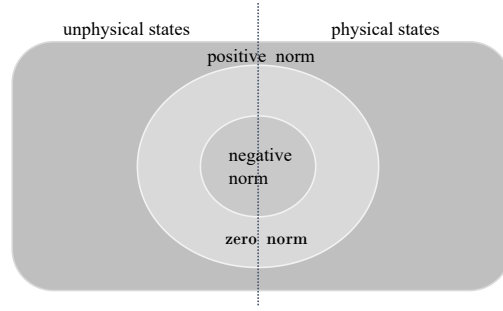 unphysical states
physical states
positive norm
negative
norm
zero norm